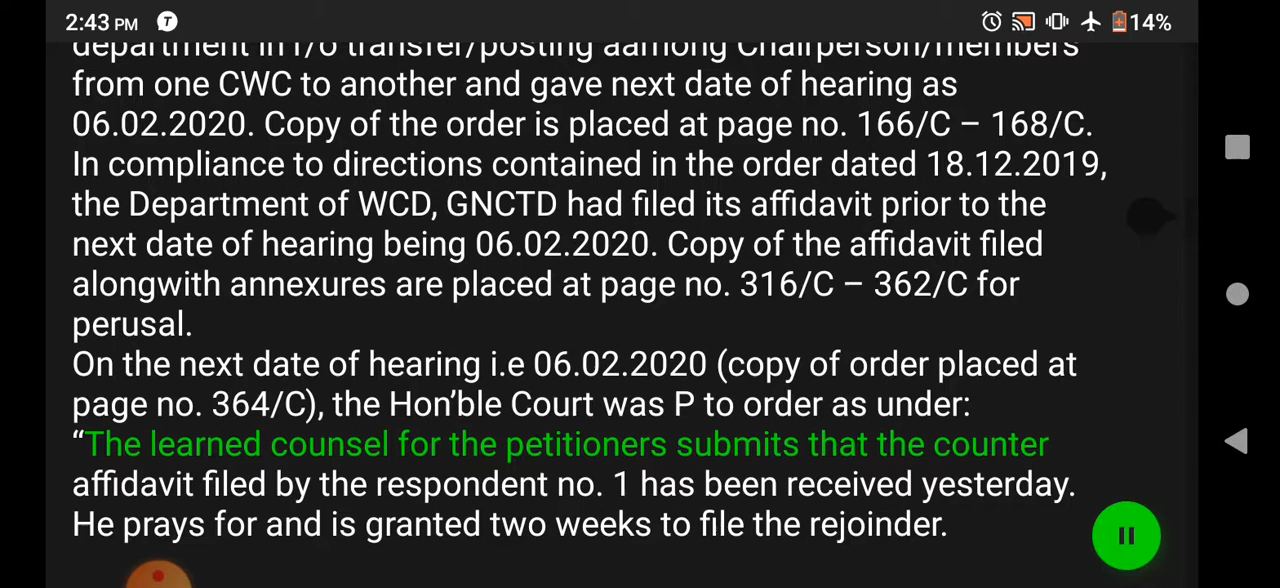 2:43 PM T 14%
department in r/o transfer/posting aamong Chairperson/members
from one CWC to another and gave next date of hearing as
06.02.2020. Copy of the order is placed at page no. 166/C – 168/C.
In compliance to directions contained in the order dated 18.12.2019,
the Department of WCD, GNCTD had filed its affidavit prior to the
next date of hearing being 06.02.2020. Copy of the affidavit filed
alongwith annexures are placed at page no. 316/C – 362/C for
perusal.
On the next date of hearing i.e 06.02.2020 (copy of order placed at
page no. 364/C), the Hon’ble Court was P to order as under:
“The learned counsel for the petitioners submits that the counter
affidavit filed by the respondent no. 1 has been received yesterday.
He prays for and is granted two weeks to file the rejoinder.